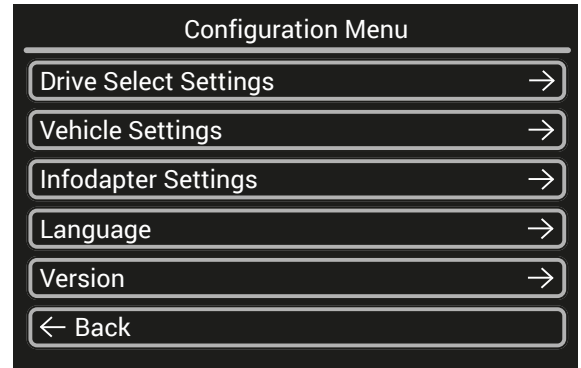 Configuration Menu
Drive Select Settings →
Vehicle Settings →
Infodapter Settings →
Language →
Version →
← Back